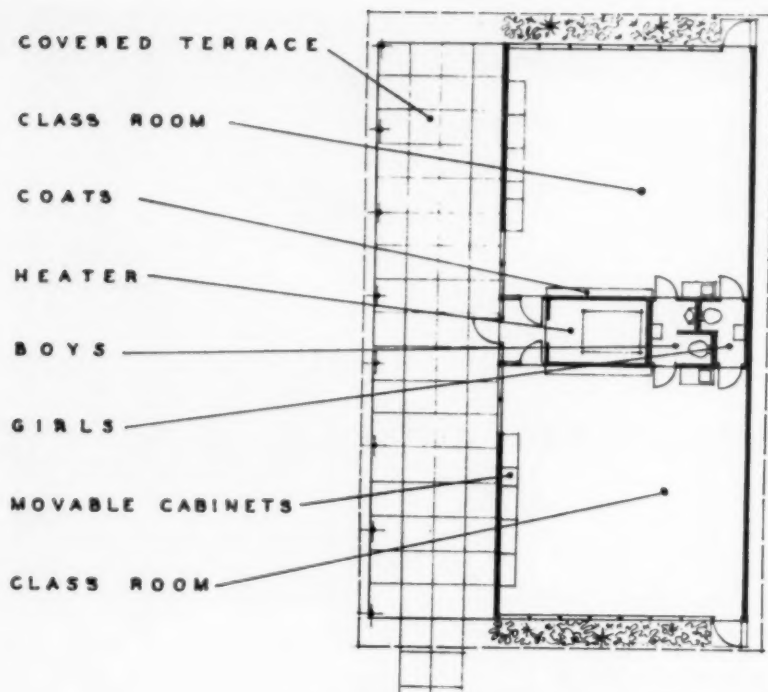 COVERED TERRACE
CLASS ROOM
COATS
HEATER
BOYS
GIRLS
MOVABLE CABINETS
CLASS ROOM